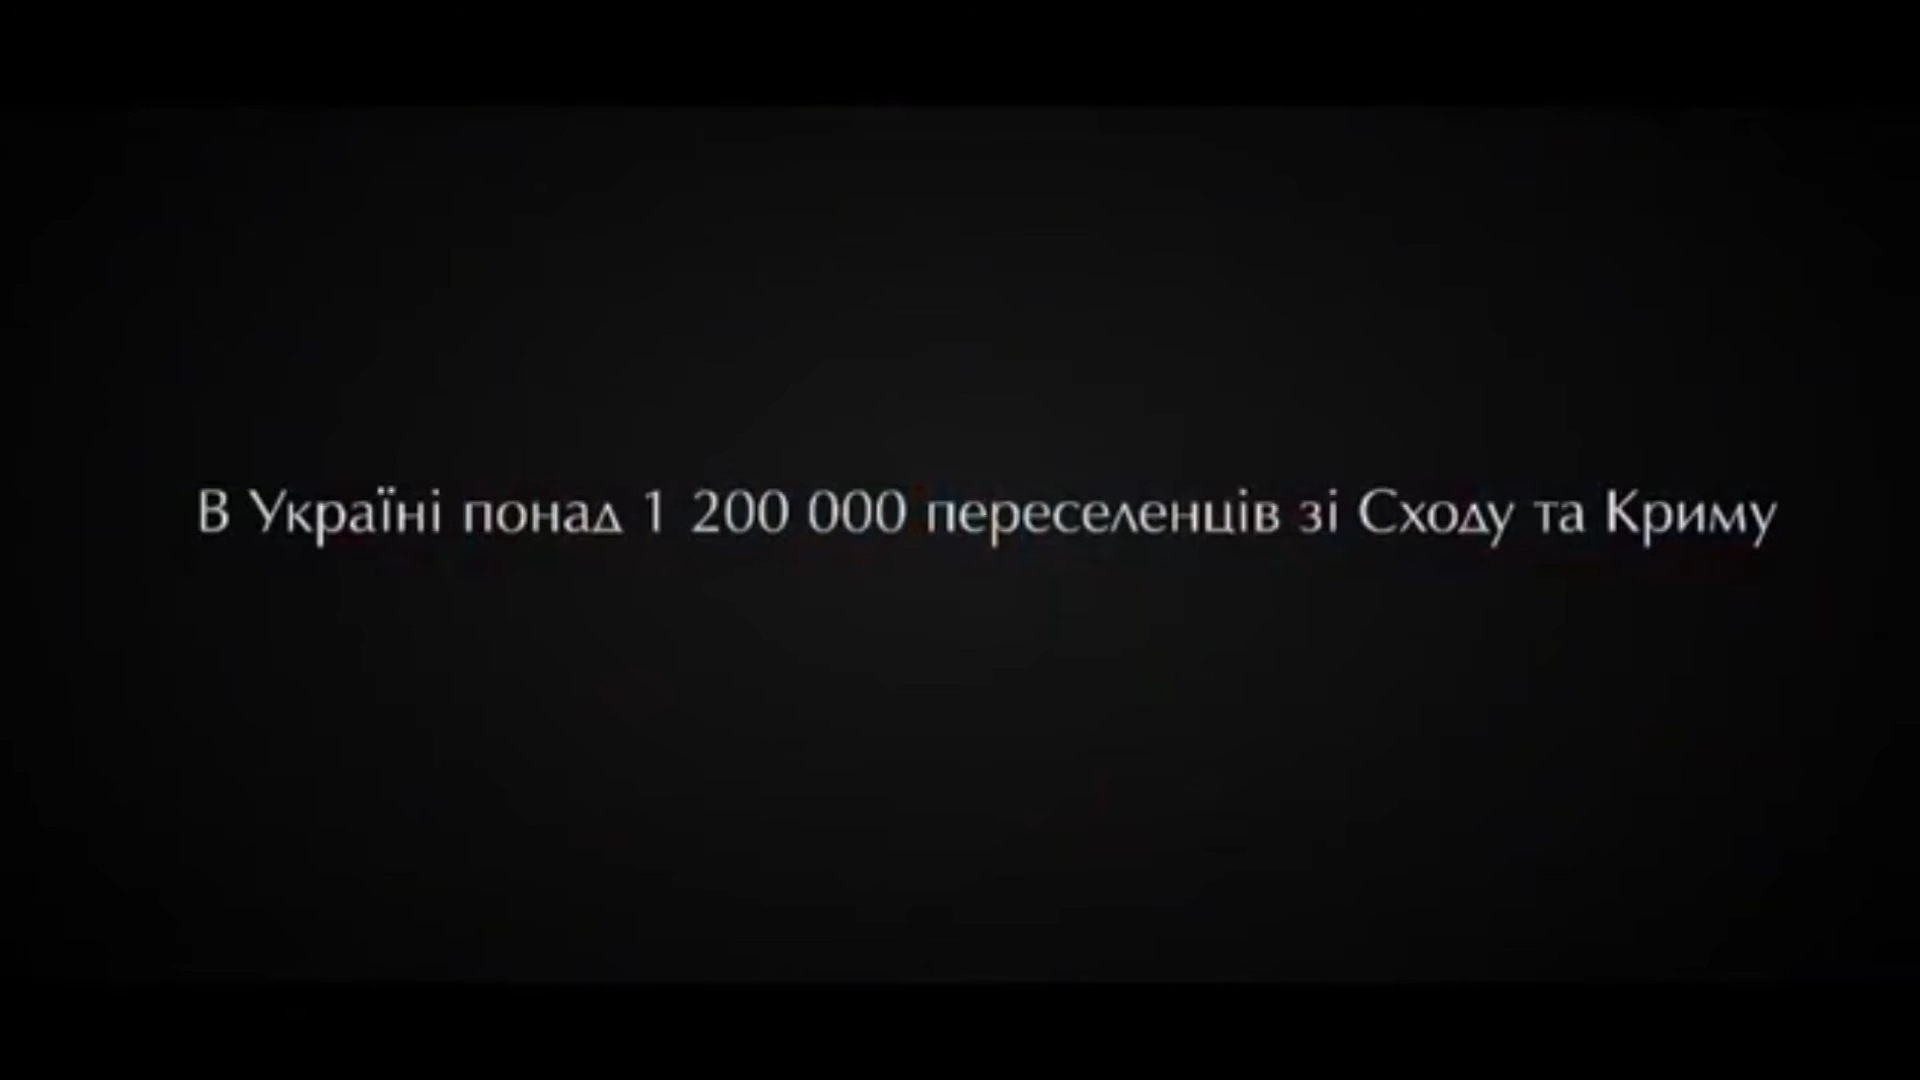 В Україні понад 1 200 000 переселенців зі Сходу та Криму